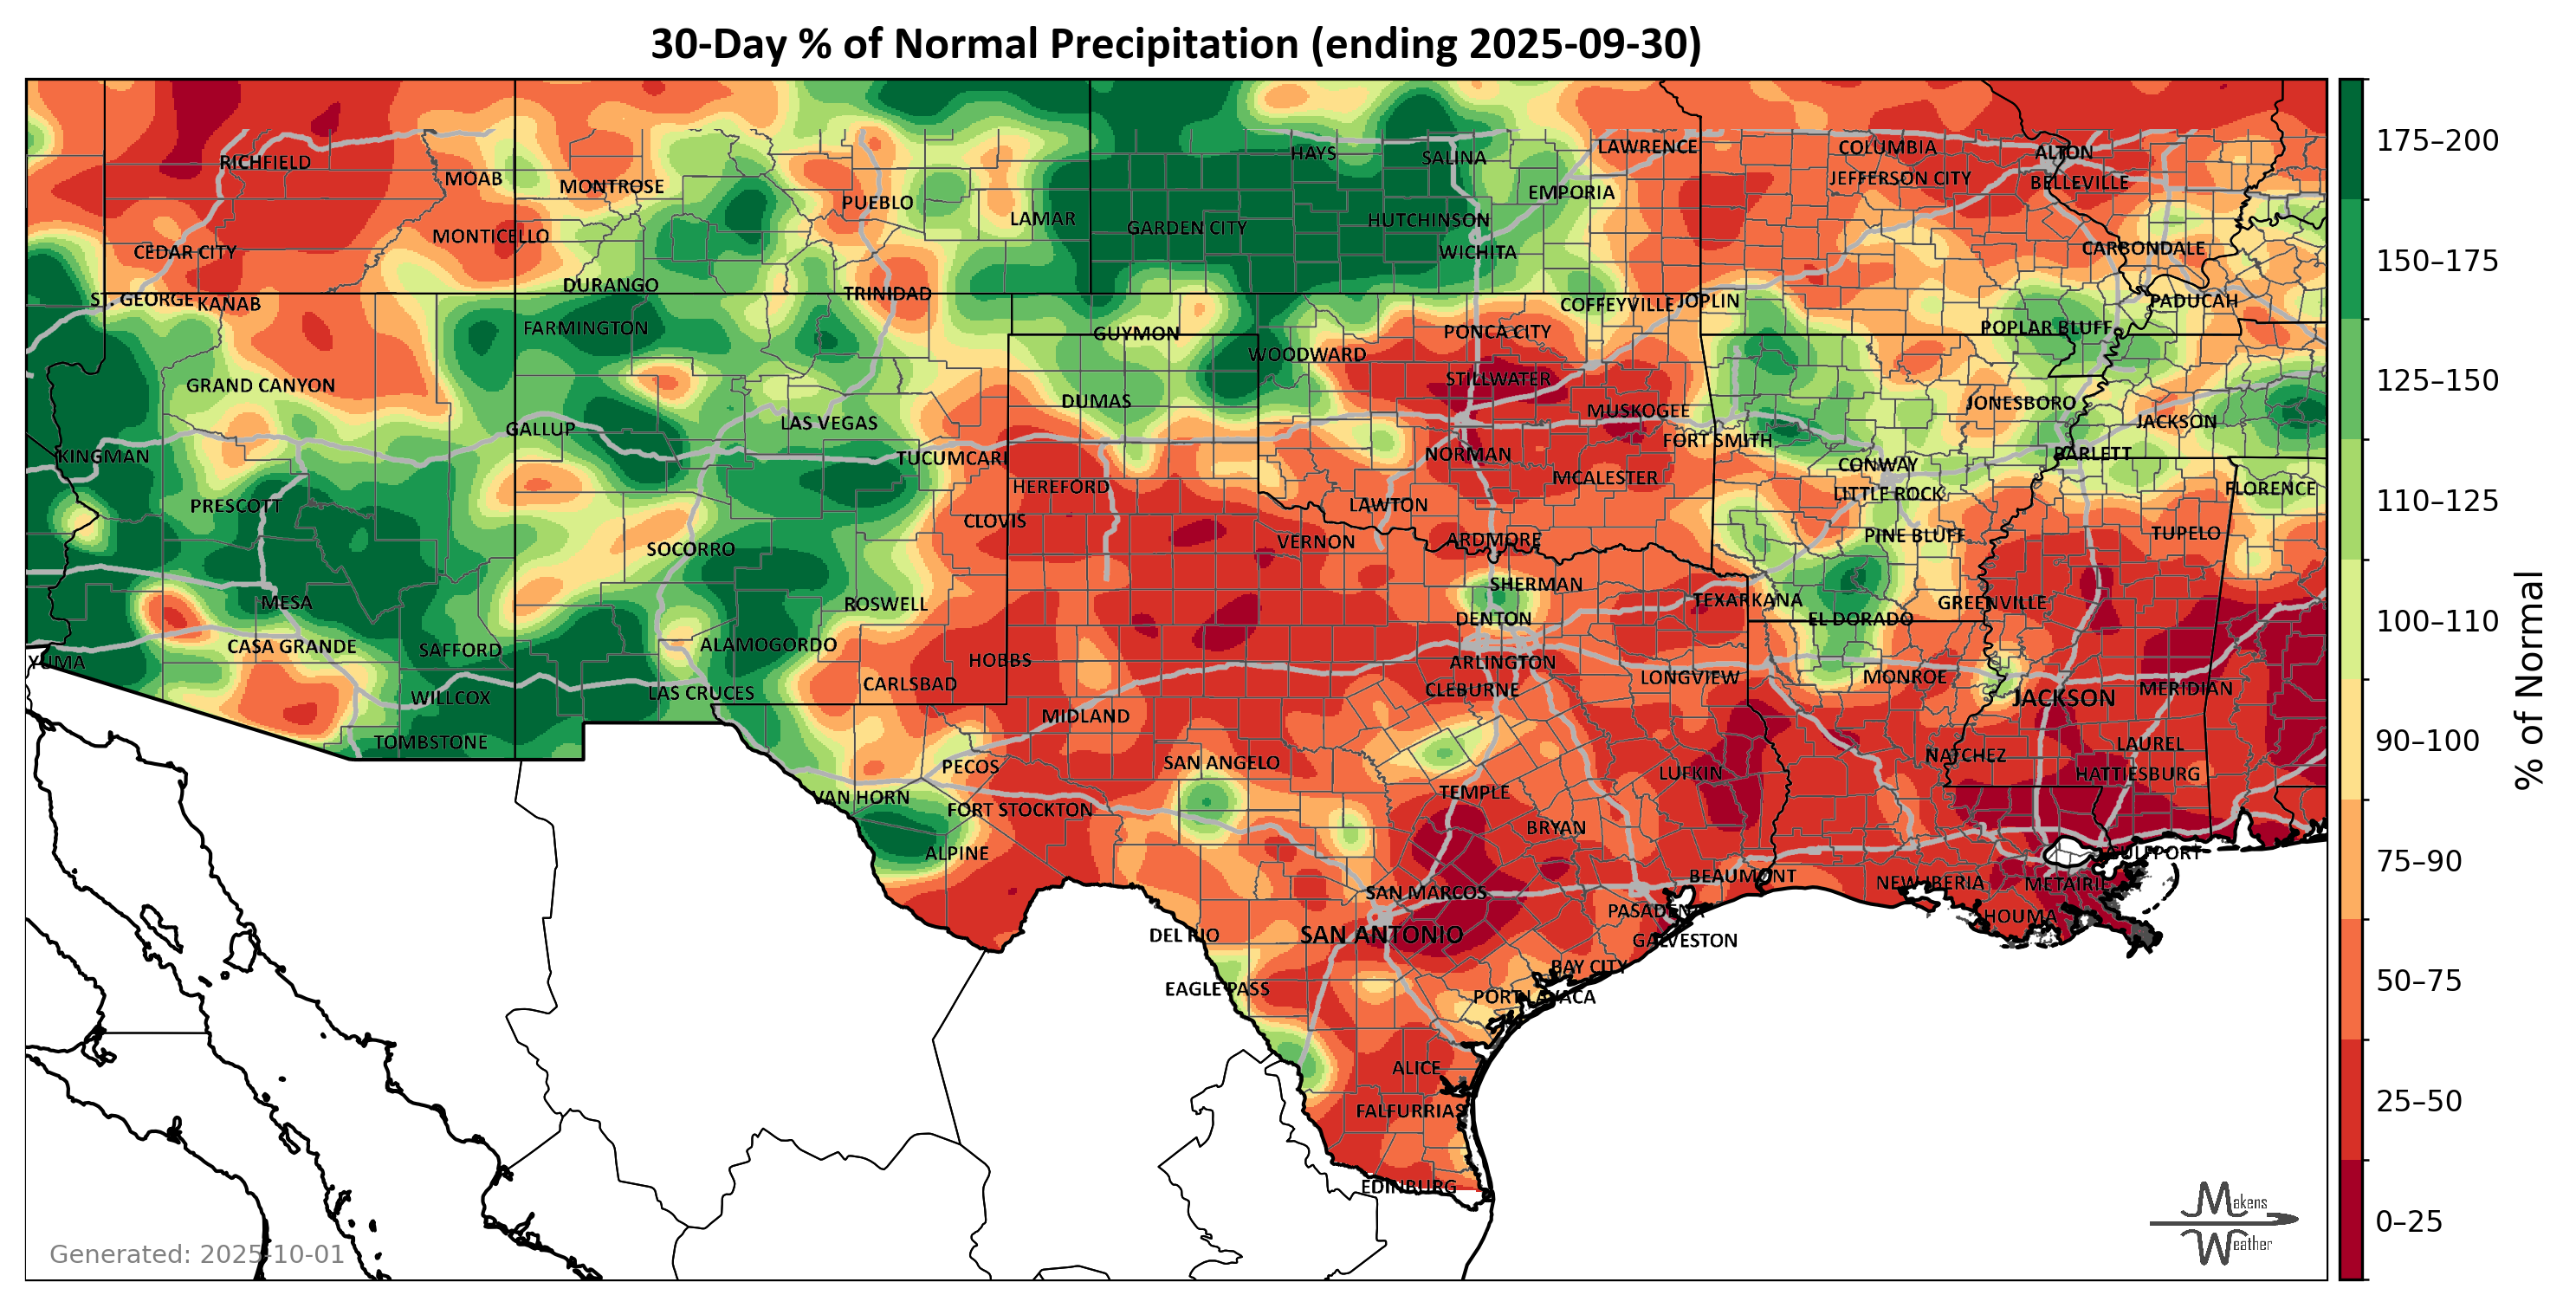 30-Day % of Normal Precipitation (ending 2025-09-30)
HAYS
SALINA
LAWRENCE
COLUMBIA
ALTON
RICHFIELD
MOAB
MONTROSE
EMPORIA
JEFFERSON CITY
BELLEVILLE
PUEBLO
LAMAR
GARDEN CITY
HUTCHINSON
MONTICELLO
CEDAR CITY
WICHITA
CARBONDALE
DURANGO
TRINIDAD
ST. GEORGE
KANAB
COFFEYVILLE
JOPLIN
PADUCAH
FARMINGTON
GUYMON
PONCA CITY
POPLAR BLUFF
WOODWARD
GRAND CANYON
STILLWATER
DUMAS
MUSKOGEE
JONESBORO
GALLUP
LAS VEGAS
JACKSON
FORT SMITH
KINGMAN
TUCUMCARI
NORMAN
BARLETT
CONWAY
MCALESTER
HEREFORD
LITTLE ROCK
FLORENCE
PRESCOTT
LAWTON
CLOVIS
PINE BLUFF
TUPELO
SOCORRO
VERNON
ARDMORE
SHERMAN
MESA
ROSWELL
TEXARKANA
GREENVILLE
DENTON
EL DORADO
CASA GRANDE
SAFFORD
ALAMOGORDO
YUMA
HOBBS
ARLINGTON
LONGVIEW
MONROE
CARLSBAD
CLEBURNE
MERIDIAN
WILLCOX
LAS CRUCES
JACKSON
MIDLAND
TOMBSTONE
LAUREL
NATCHEZ
PECOS
SAN ANGELO
LUFKIN
HATTIESBURG
VAN HORN
FORT STOCKTON
TEMPLE
BRYAN
ALPINE
GULFPORT
BEAUMONT
NEW IBERIA
METAIRIE
SAN MARCOS
PASADENA
HOUMA
DEL RIO
SAN ANTONIO
GALVESTON
BAY CITY
EAGLE PASS
PORT LAVACA
ALICE
FALFURRIAS
EDINBURG
175–200
150–175
125–150
110–125
100–110
90–100
75–90
50–75
25–50
0–25
% of Normal
Generated: 2025-10-01
Makens
Weather